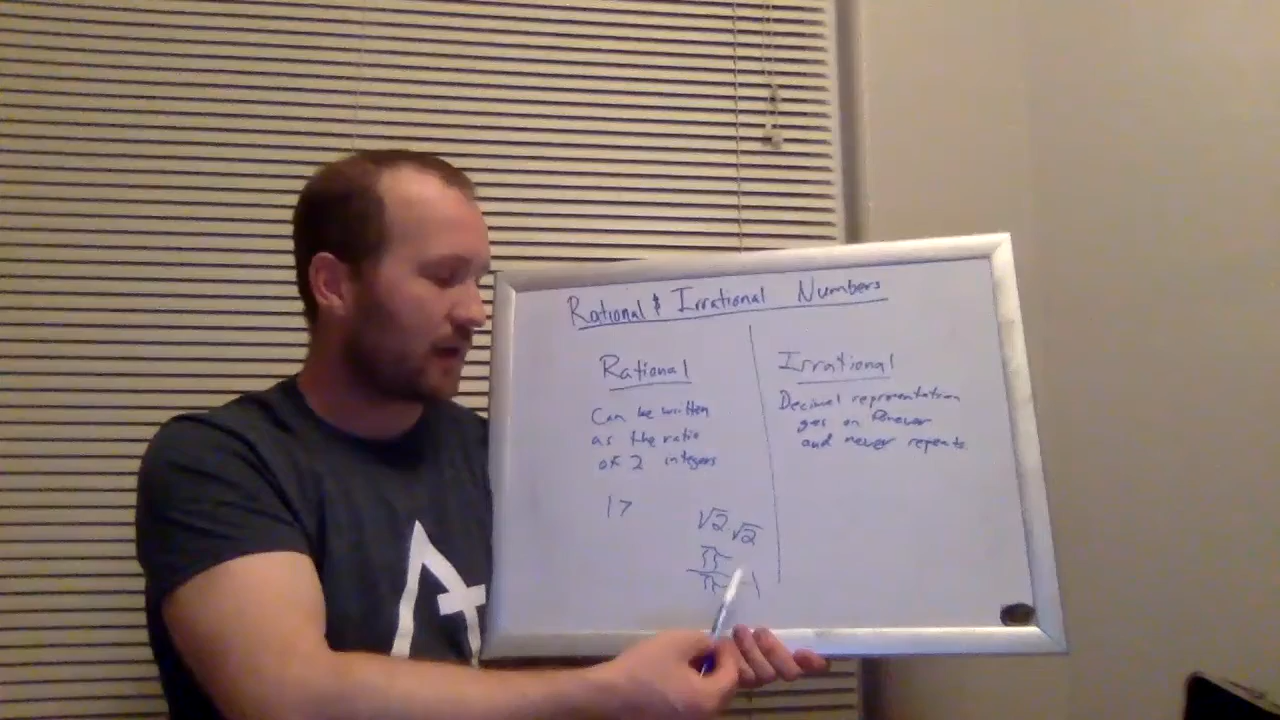 Rational & Irrational Numbers
Rational
Can be written
as the ratio
of 2 integers
17
√2 √2
π
π
Irrational
Decimal representation
goes on forever
and never repeats.